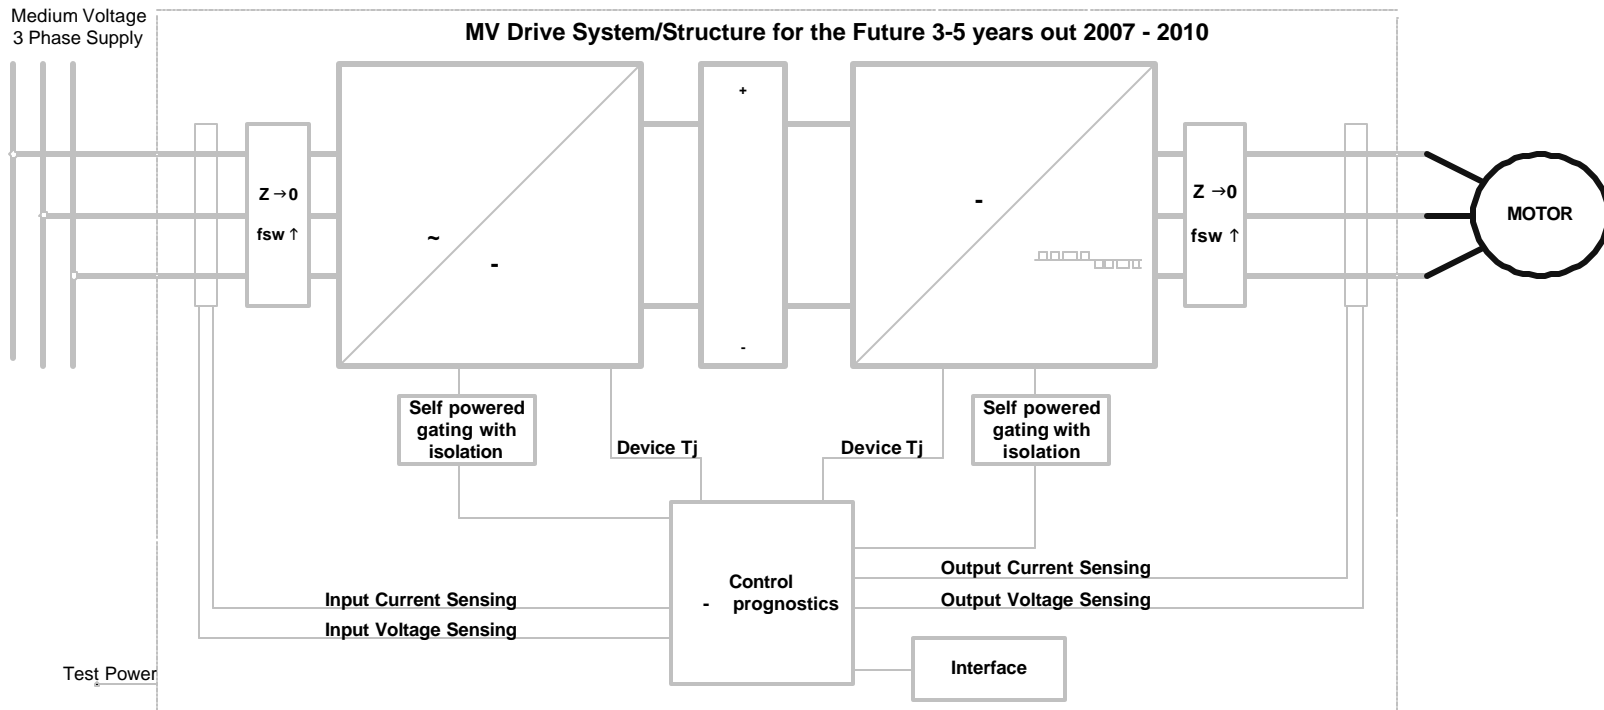 Medium Voltage
3 Phase Supply
MV Drive System/Structure for the Future 3-5 years out 2007 - 2010
+
-
Z →0
fsw ↑
~
-
-
Z →0
fsw ↑
MOTOR
Self powered
gating with
isolation
Device Tj
Device Tj
Self powered
gating with
isolation
Control
- prognostics
Input Current Sensing
Input Voltage Sensing
Output Current Sensing
Output Voltage Sensing
Interface
Test Power